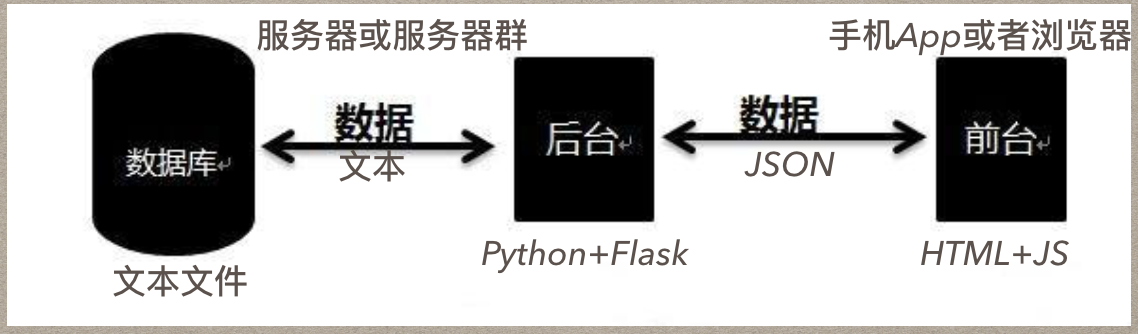 服务器或服务器群
手机App或者浏览器
数据
数据
数据库
文本
后台
JSON
前台
文本文件
Python+Flask
HTML+JS